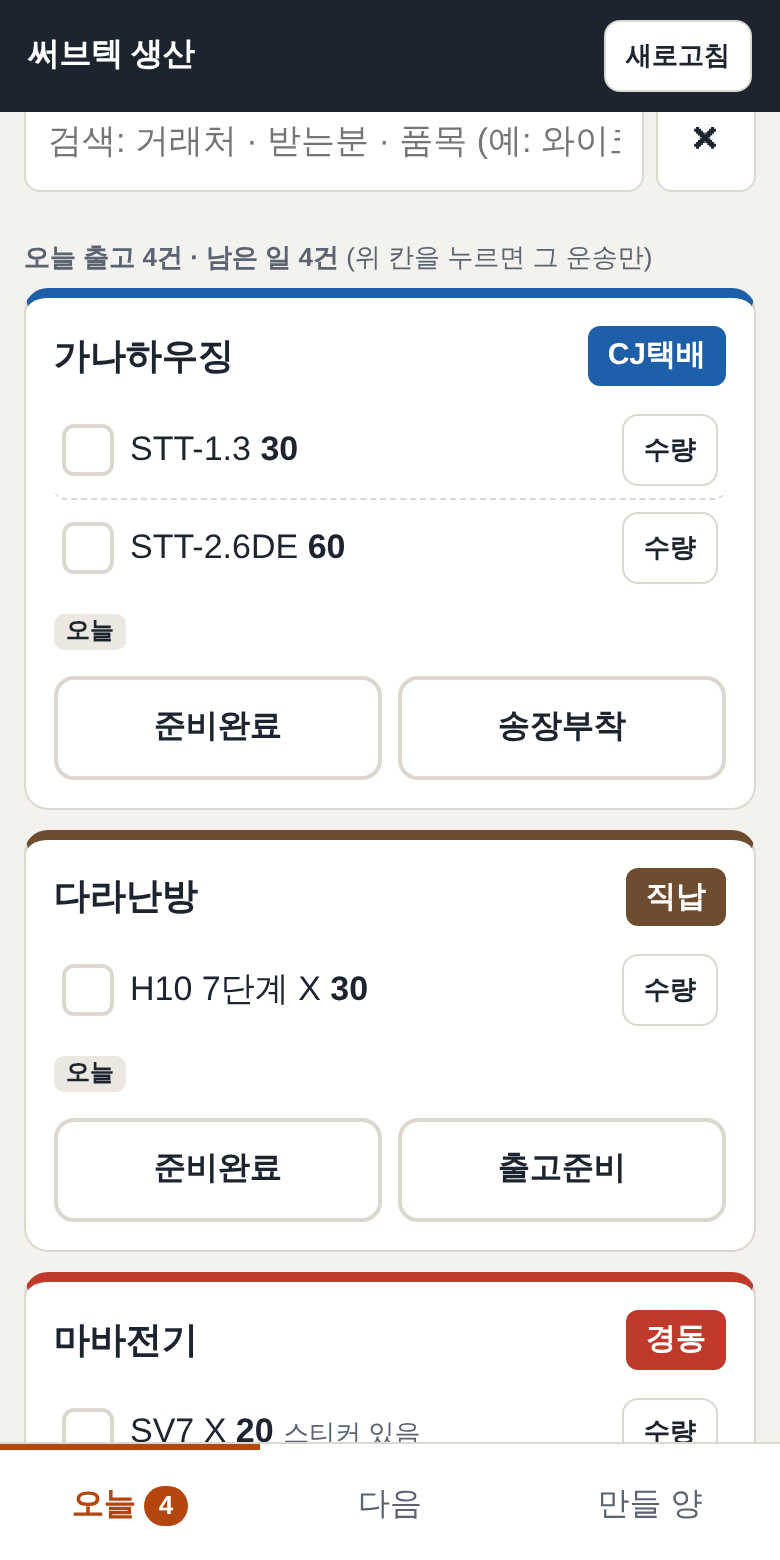 써브텍 생산
새로고침
검색: 거래처 · 받는분 · 품목 (예: 와이
×
오늘 출고 4건 · 남은 일 4건 (위 칸을 누르면 그 운송만)
가나하우징
CJ택배
STT-1.3 30
수량
STT-2.6DE 60
수량
오늘
준비완료
송장부착
다라난방
직납
H10 7단계 X 30
수량
오늘
준비완료
출고준비
마바전기
경동
SV7 X 20 스티커 있음
수량
오늘 4
다음
만들 양